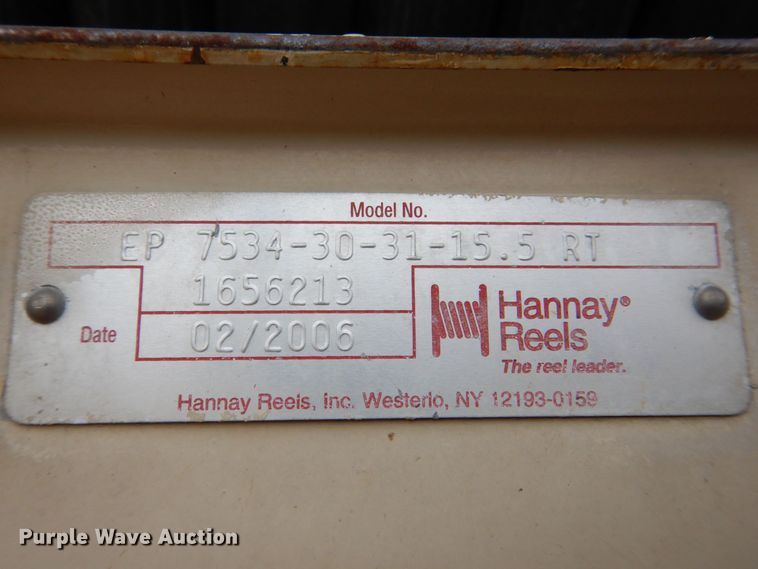 Model No.
EP 7534-30-31-15.5 RT
1656213
Date 02/2006
Hannay®
Reels
The reel leader.
Hannay Reels, Inc. Westerlo, NY 12193-0159
Purple Wave Auction